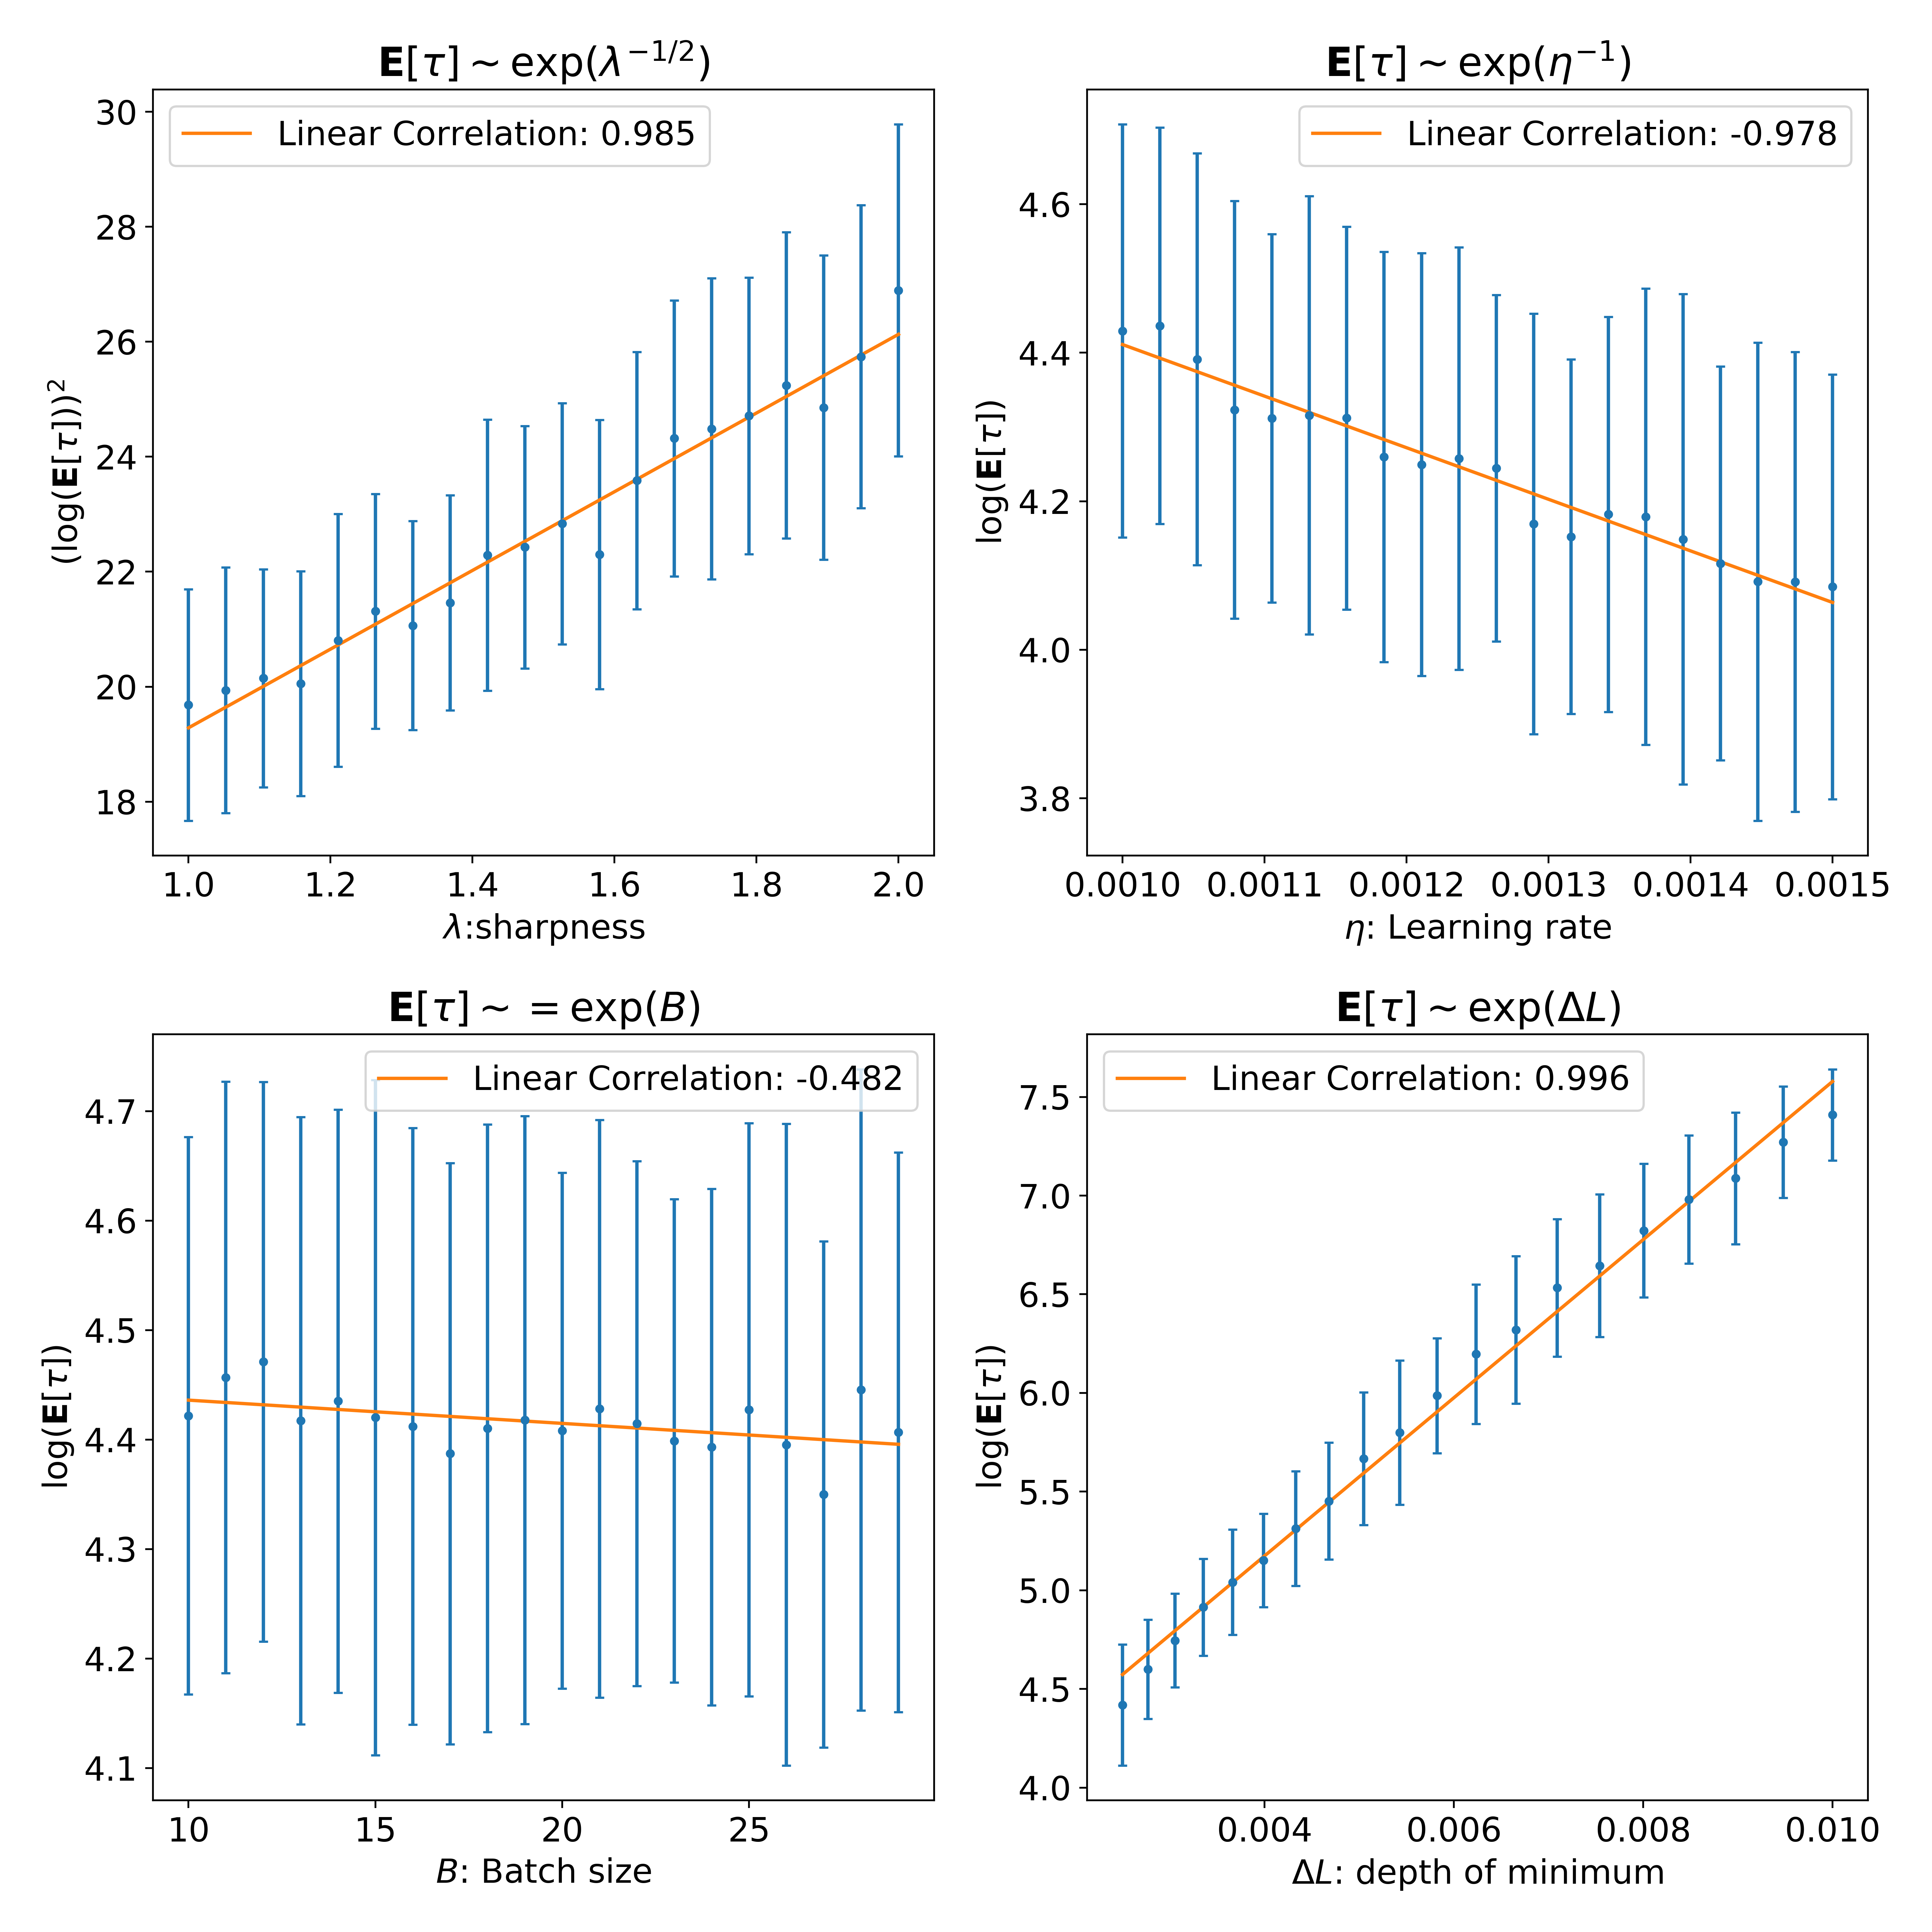 E[τ] ~ exp(λ^{-1/2})
Linear Correlation: 0.985
(log(E[τ]))²
30
28
26
24
22
20
18
1.0 1.2 1.4 1.6 1.8 2.0
λ:sharpness
E[τ] ~ exp(η^{-1})
Linear Correlation: -0.978
log(E[τ])
4.6
4.4
4.2
4.0
3.8
0.0010 0.0011 0.0012 0.0013 0.0014 0.0015
η: Learning rate
E[τ] ~ = exp(B)
Linear Correlation: -0.482
log(E[τ])
4.7
4.6
4.5
4.4
4.3
4.2
4.1
10 15 20 25
B: Batch size
E[τ] ~ exp(ΔL)
Linear Correlation: 0.996
log(E[τ])
7.5
7.0
6.5
6.0
5.5
5.0
4.5
4.0
0.004 0.006 0.008 0.010
ΔL: depth of minimum